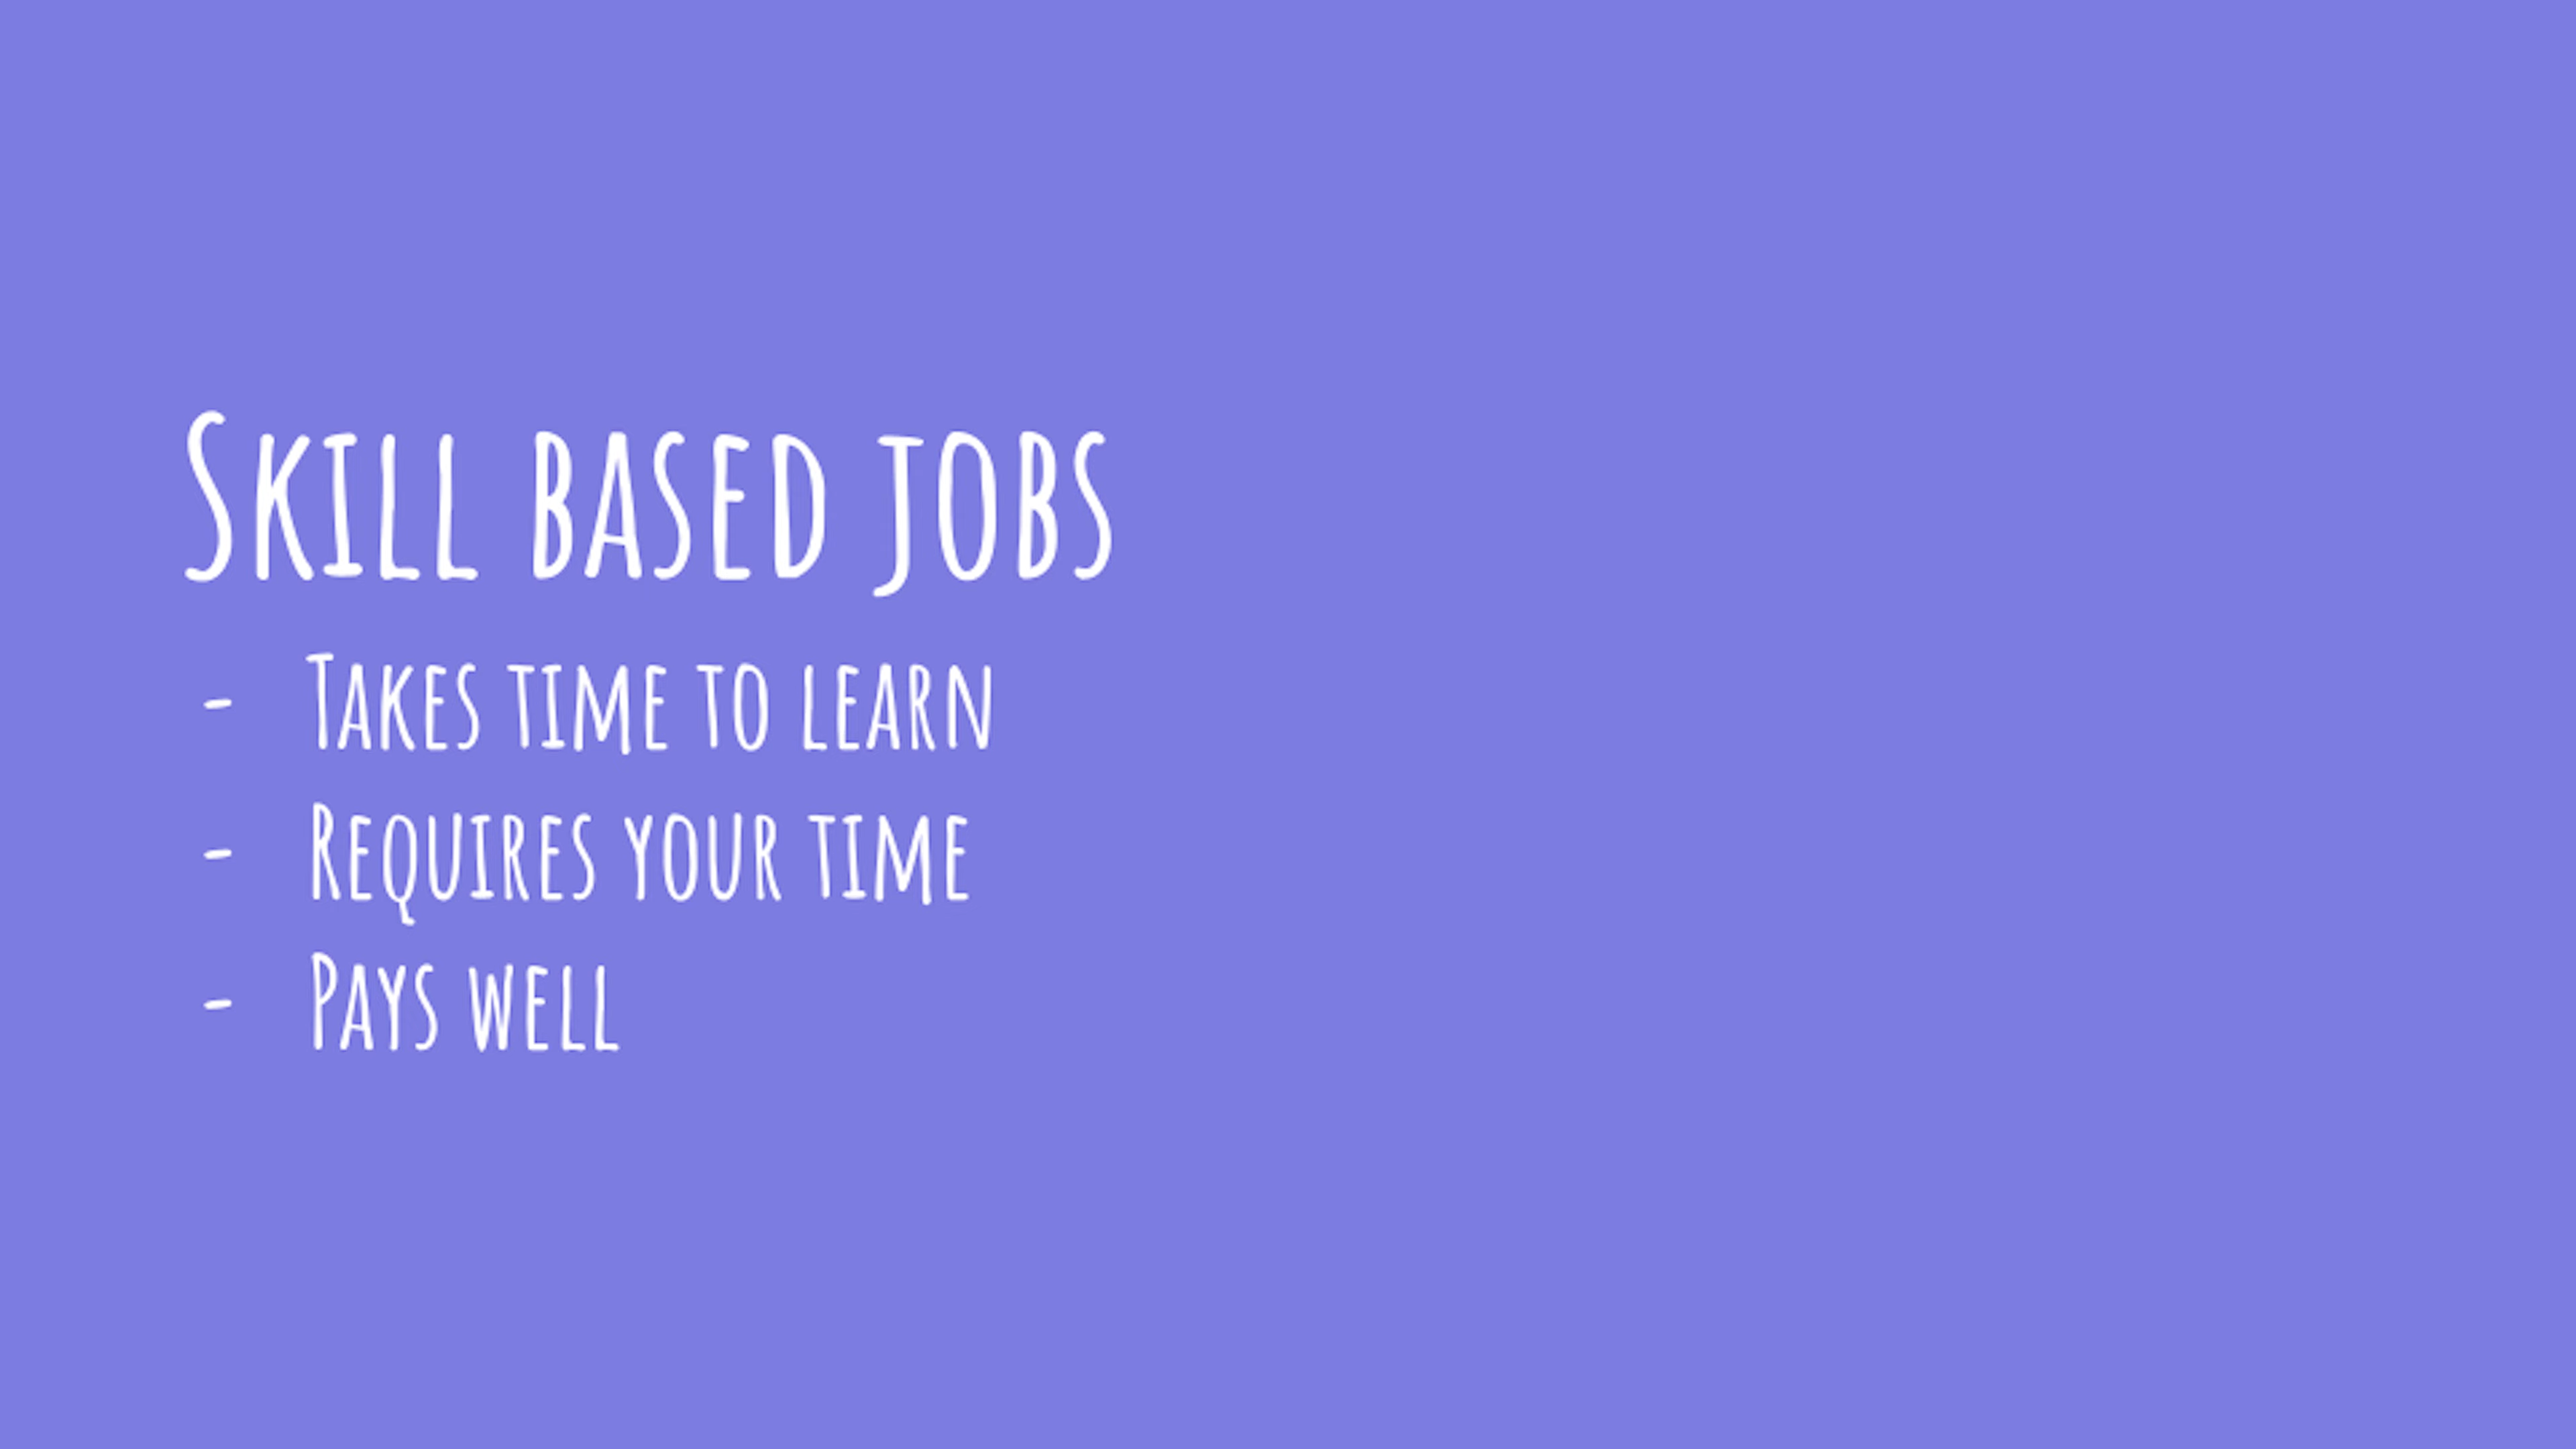 Skill based jobs
- Takes time to learn
- Requires your time
- Pays well